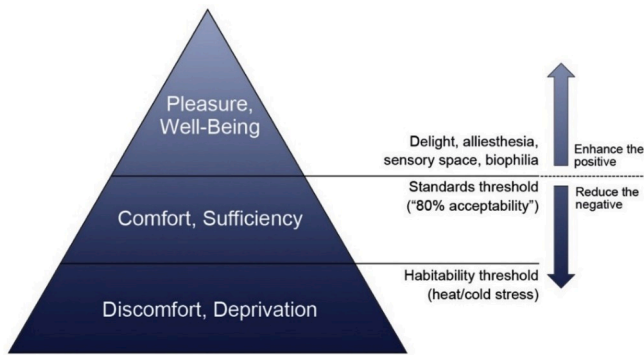 Pleasure,
Well-Being
Delight, alliesthesia,
sensory space, biophilia
Enhance the
positive
Comfort, Sufficiency
Standards threshold
("80% acceptability")
Reduce the
negative
Habitability threshold
(heat/cold stress)
Discomfort, Deprivation